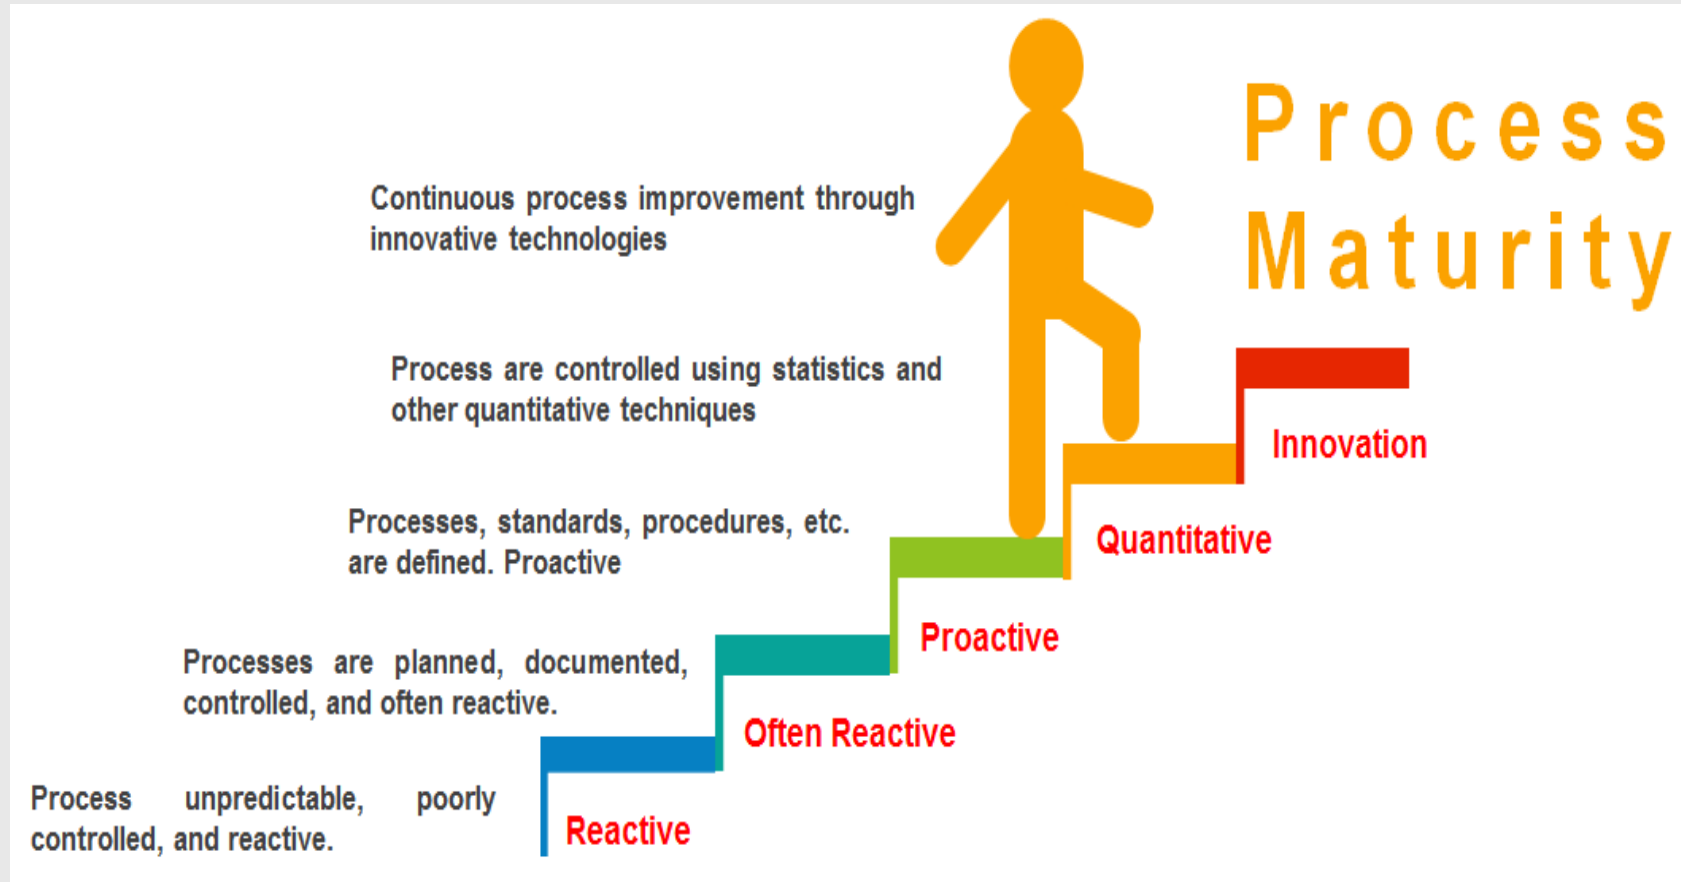 Process
Maturity
Continuous process improvement through
innovative technologies
Process are controlled using statistics and
other quantitative techniques
Innovation
Quantitative
Processes, standards, procedures, etc.
are defined. Proactive
Proactive
Processes are planned, documented,
controlled, and often reactive.
Often Reactive
Process unpredictable, poorly
controlled, and reactive.
Reactive